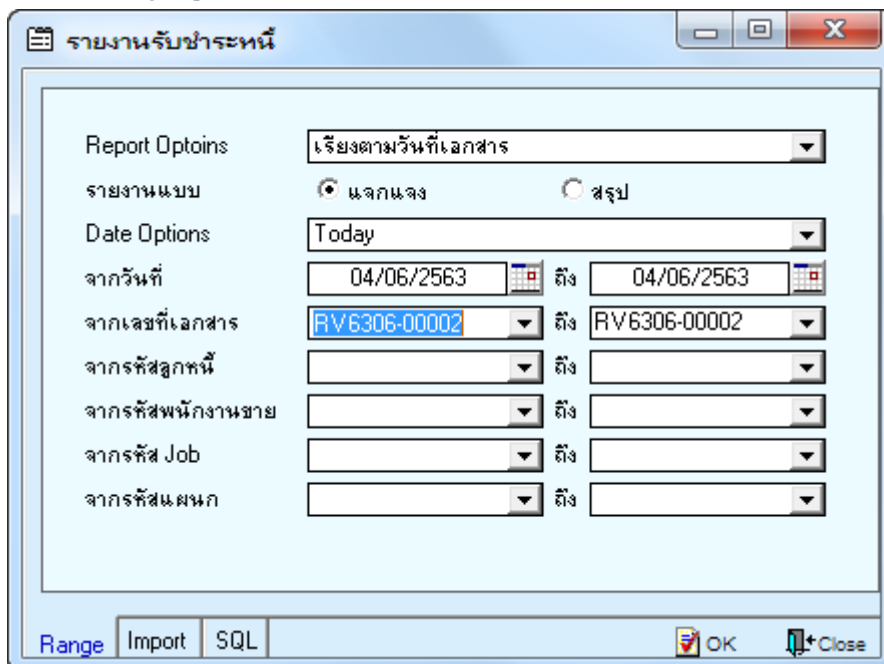 รายงานรับชำระหนี้
Report Optoins เรียงตามวันที่เอกสาร
รายงานแบบ แจกแจง สรุป
Date Options Today
จากวันที่ 04/06/2563 ถึง 04/06/2563
จากเลขที่เอกสาร RV6306-00002 ถึง RV6306-00002
จากรหัสลูกหนี้ ถึง
จากรหัสพนักงานขาย ถึง
จากรหัส Job ถึง
จากรหัสแผนก ถึง
Range Import SQL OK Close